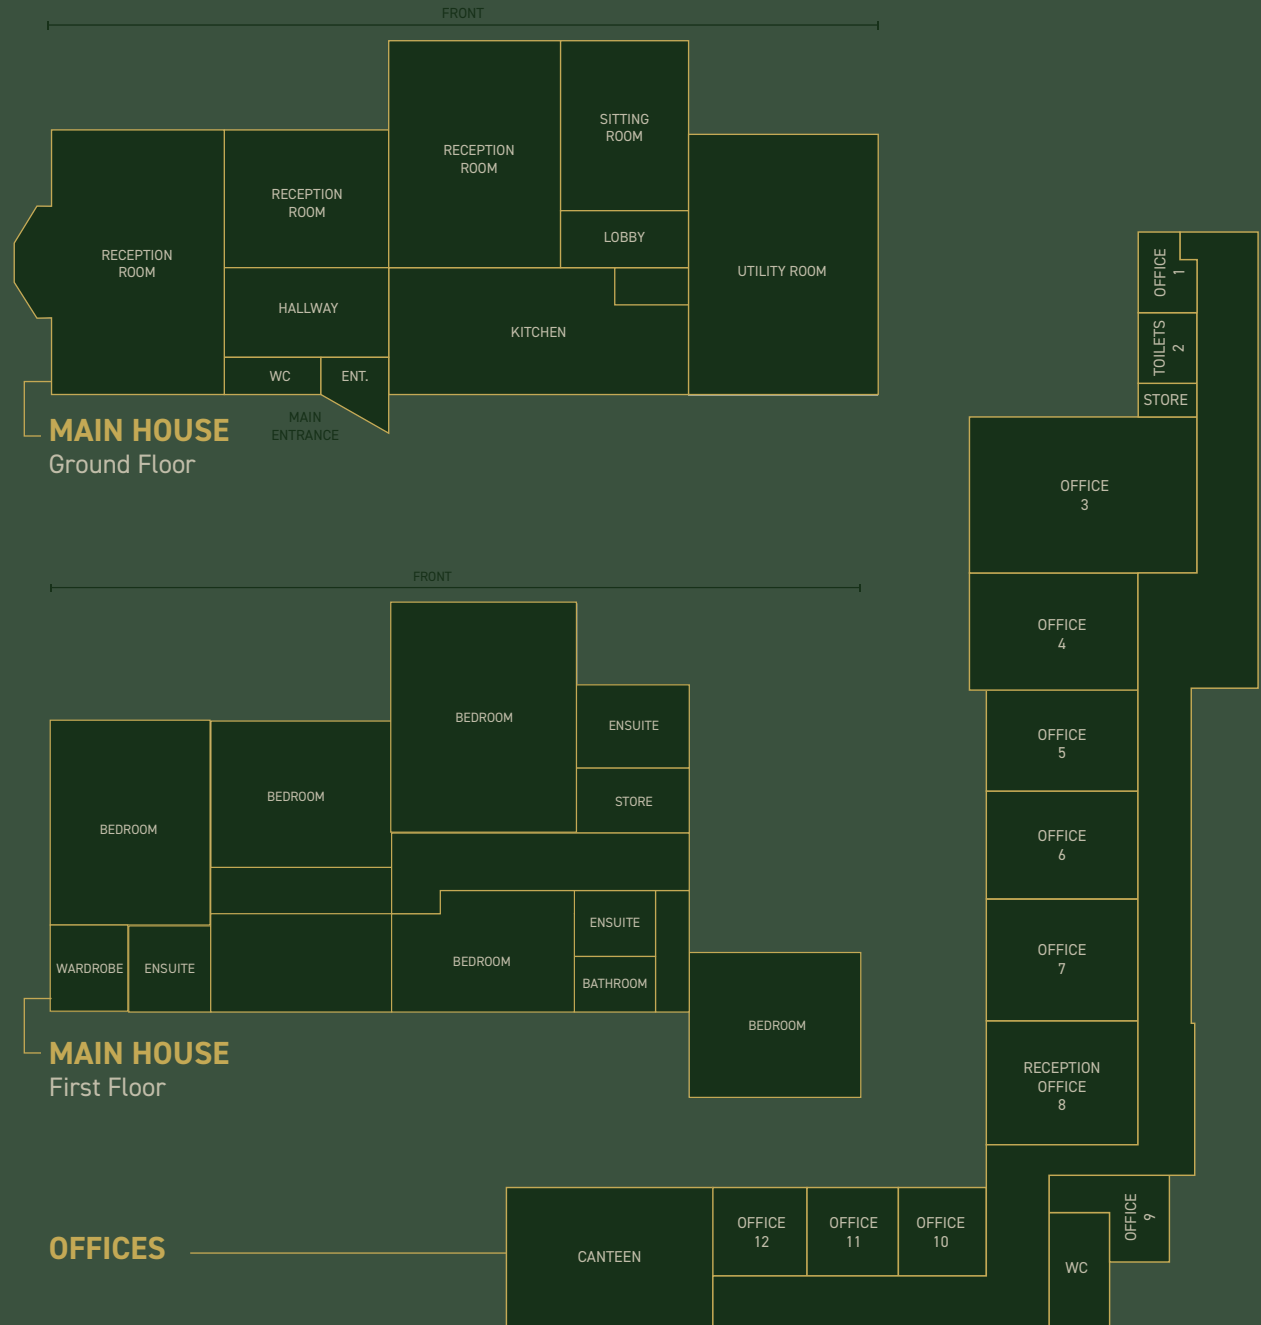 FRONT
SITTING
ROOM
RECEPTION
ROOM
RECEPTION
ROOM
LOBBY
RECEPTION
ROOM
UTILITY ROOM
HALLWAY
KITCHEN
WC
ENT.
MAIN
ENTRANCE
MAIN HOUSE
Ground Floor
OFFICE
1
TOILETS
2
STORE
OFFICE
3
FRONT
OFFICE
4
BEDROOM
ENSUITE
OFFICE
5
BEDROOM
STORE
BEDROOM
OFFICE
6
ENSUITE
BEDROOM
WARDROBE
ENSUITE
BATHROOM
OFFICE
7
BEDROOM
MAIN HOUSE
First Floor
RECEPTION
OFFICE
8
OFFICES
CANTEEN
OFFICE
12
OFFICE
11
OFFICE
10
OFFICE
9
WC